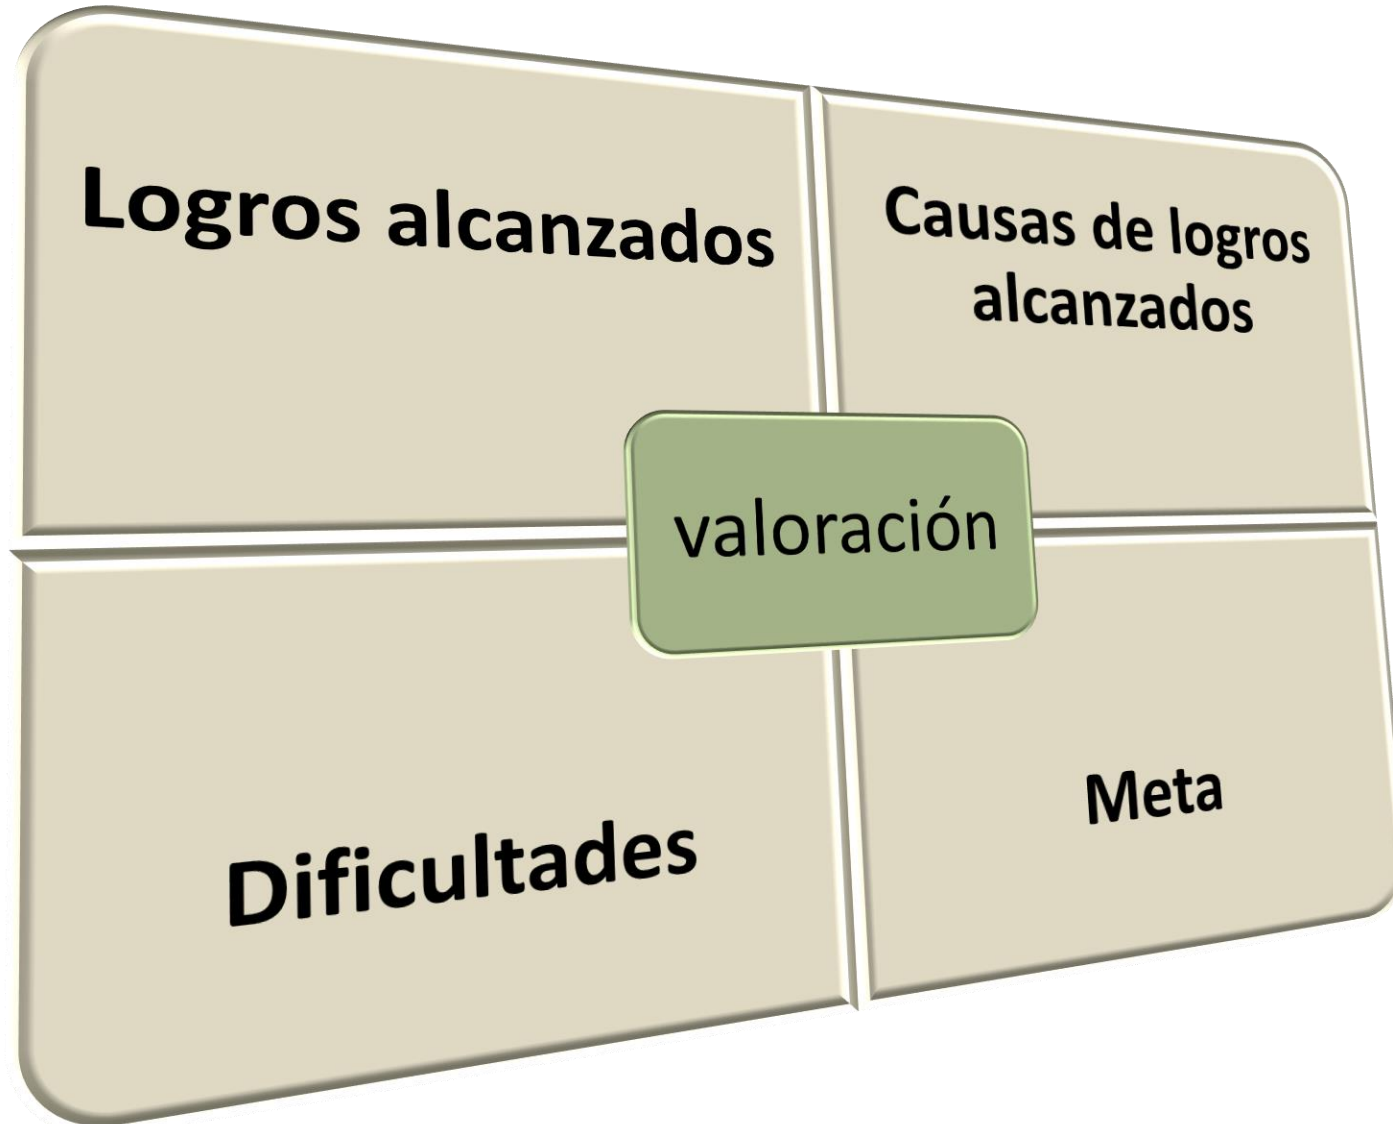 Logros alcanzados
Causas de logros
alcanzados
valoración
Dificultades
Meta